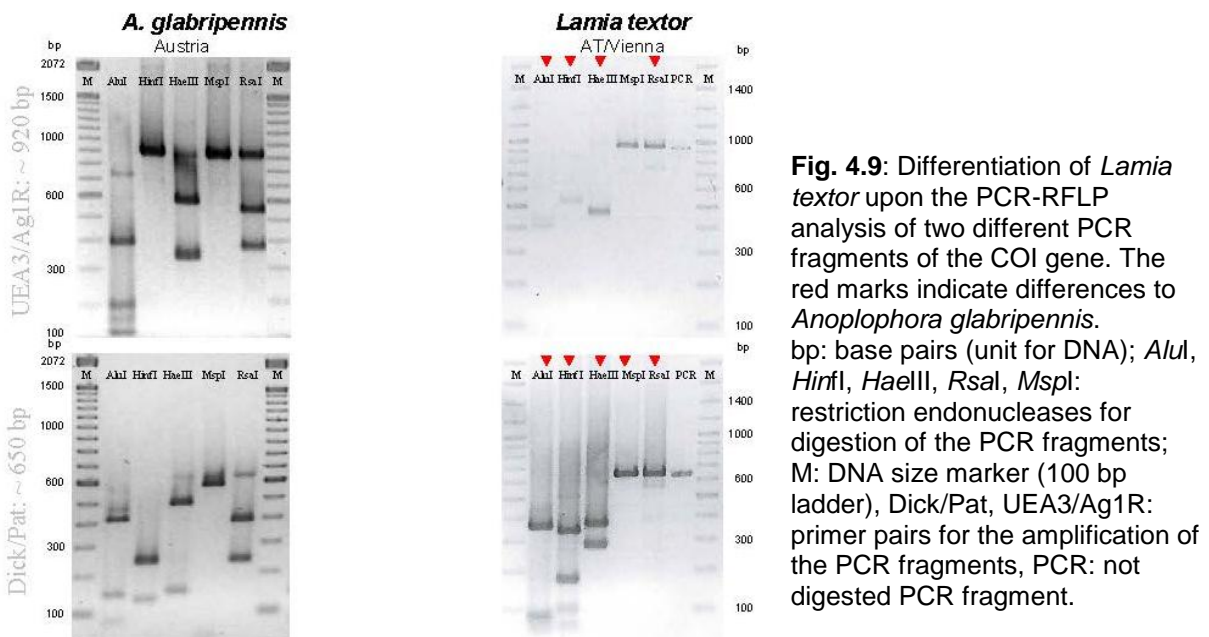 A. glabripennis
Austria
Lamia textor
AT/Vienna
UEA3/Ag1R: ~ 920 bp
bp
2072
1500
1000
600
300
100
M AluI HinfI HaeIII MspI RsaI M
M AluI HinfI HaeIII MspI RsaI PCR M
bp
1400
1000
600
300
100
Dick/Pat: ~ 650 bp
2072
1500
1000
600
300
100
M AluI HinfI HaeIII MspI RsaI M
M AluI HinfI HaeIII MspI RsaI PCR M
bp
1400
1000
600
300
100
Fig. 4.9: Differentiation of Lamia
textor upon the PCR-RFLP
analysis of two different PCR
fragments of the COI gene. The
red marks indicate differences to
Anoplophora glabripennis.
bp: base pairs (unit for DNA); AluI,
HinfI, HaeIII, RsaI, MspI:
restriction endonucleases for
digestion of the PCR fragments;
M: DNA size marker (100 bp
ladder), Dick/Pat, UEA3/Ag1R:
primer pairs for the amplification of
the PCR fragments, PCR: not
digested PCR fragment.